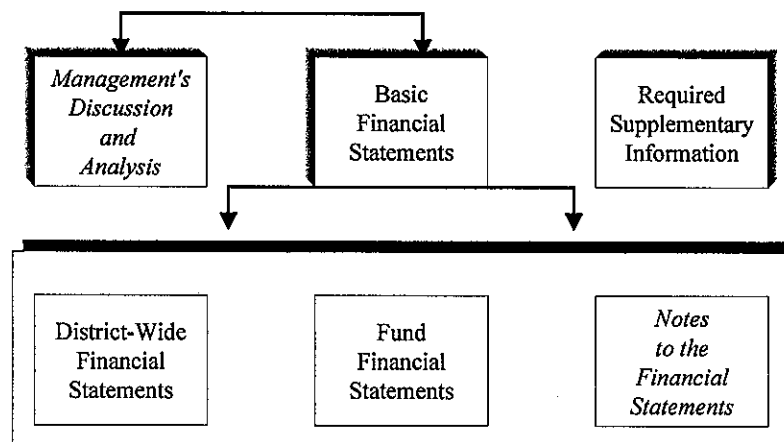 Management's
Discussion
and
Analysis
Basic
Financial
Statements
Required
Supplementary
Information
District-Wide
Financial
Statements
Fund
Financial
Statements
Notes
to the
Financial
Statements